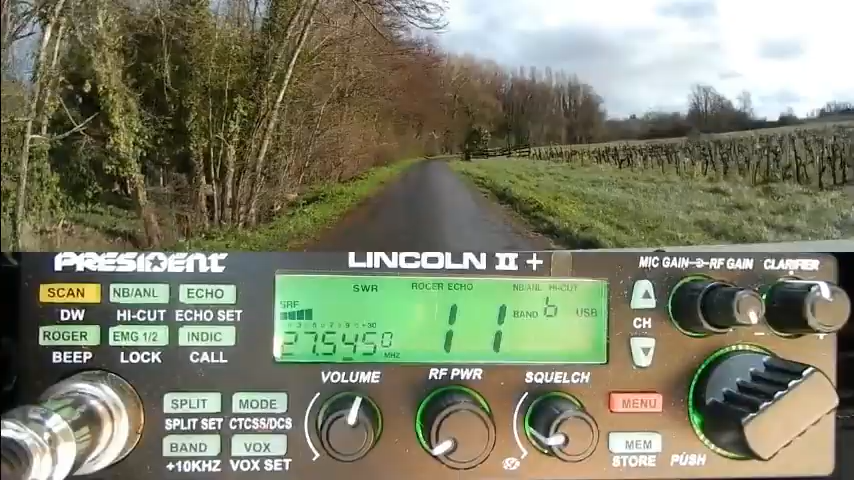 PRESIDENT LINCOLN II + MIC GAIN RF GAIN CLARIFIER
SCAN NB/ANL ECHO
DW HI-CUT ECHO SET
ROGER EMG 1/2 INDIC
BEEP LOCK CALL
SWR ROGER ECHO NB/ANL HI-CUT
SRF 11 BAND b USB
27.545 0 MHZ
CH
VOLUME RF PWR SQUELCH
SPLIT MODE
SPLIT SET CTCSS/DCS
BAND VOX
+10KHZ VOX SET
MENU
MEM
STORE PUSH